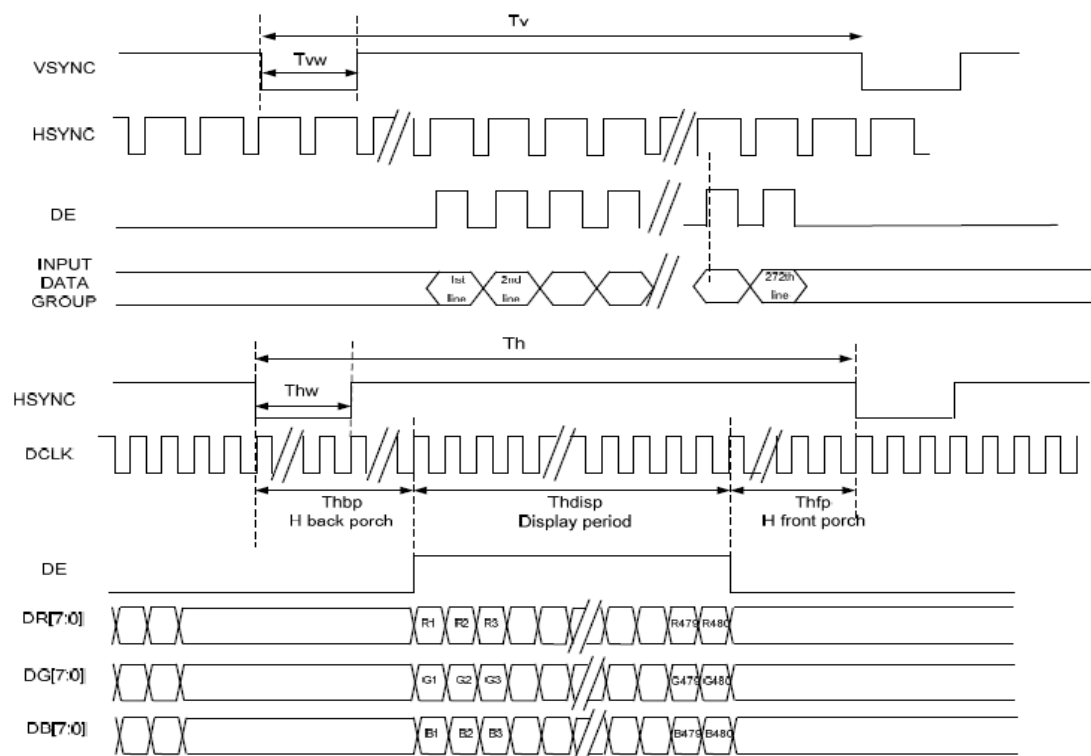 Tv
VSYNC
Tvw
HSYNC
DE
INPUT
DATA
GROUP
1st
line
2nd
line
272th
line
Th
HSYNC
Thw
DCLK
Thbp
H back porch
Thdisp
Display period
Thfp
H front porch
DE
DR[7:0]
R1 R2 R3 R479 R480
DG[7:0]
G1 G2 G3 G479 G480
DB[7:0]
B1 B2 B3 B479 B480